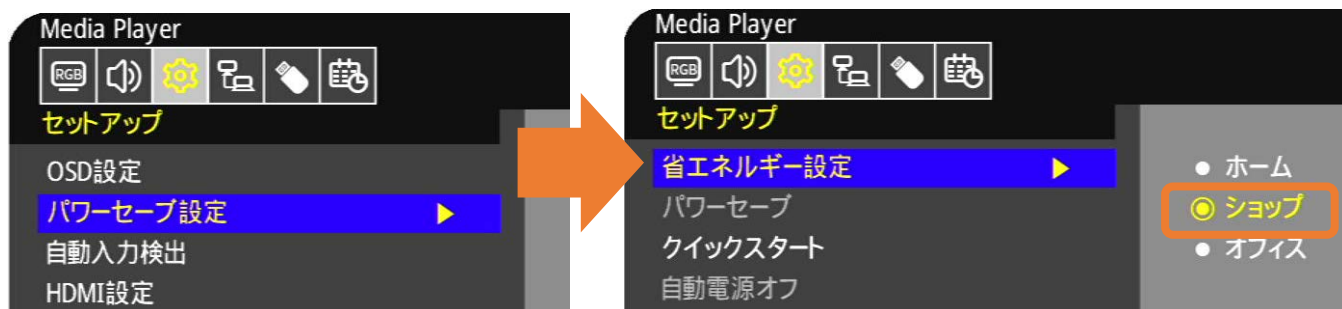 Media Player
RGB
セットアップ
OSD設定
パワーセーブ設定
自動入力検出
HDMI設定
Media Player
RGB
セットアップ
省エネルギー設定
パワーセーブ
クイックスタート
自動電源オフ
ホーム
ショップ
オフィス